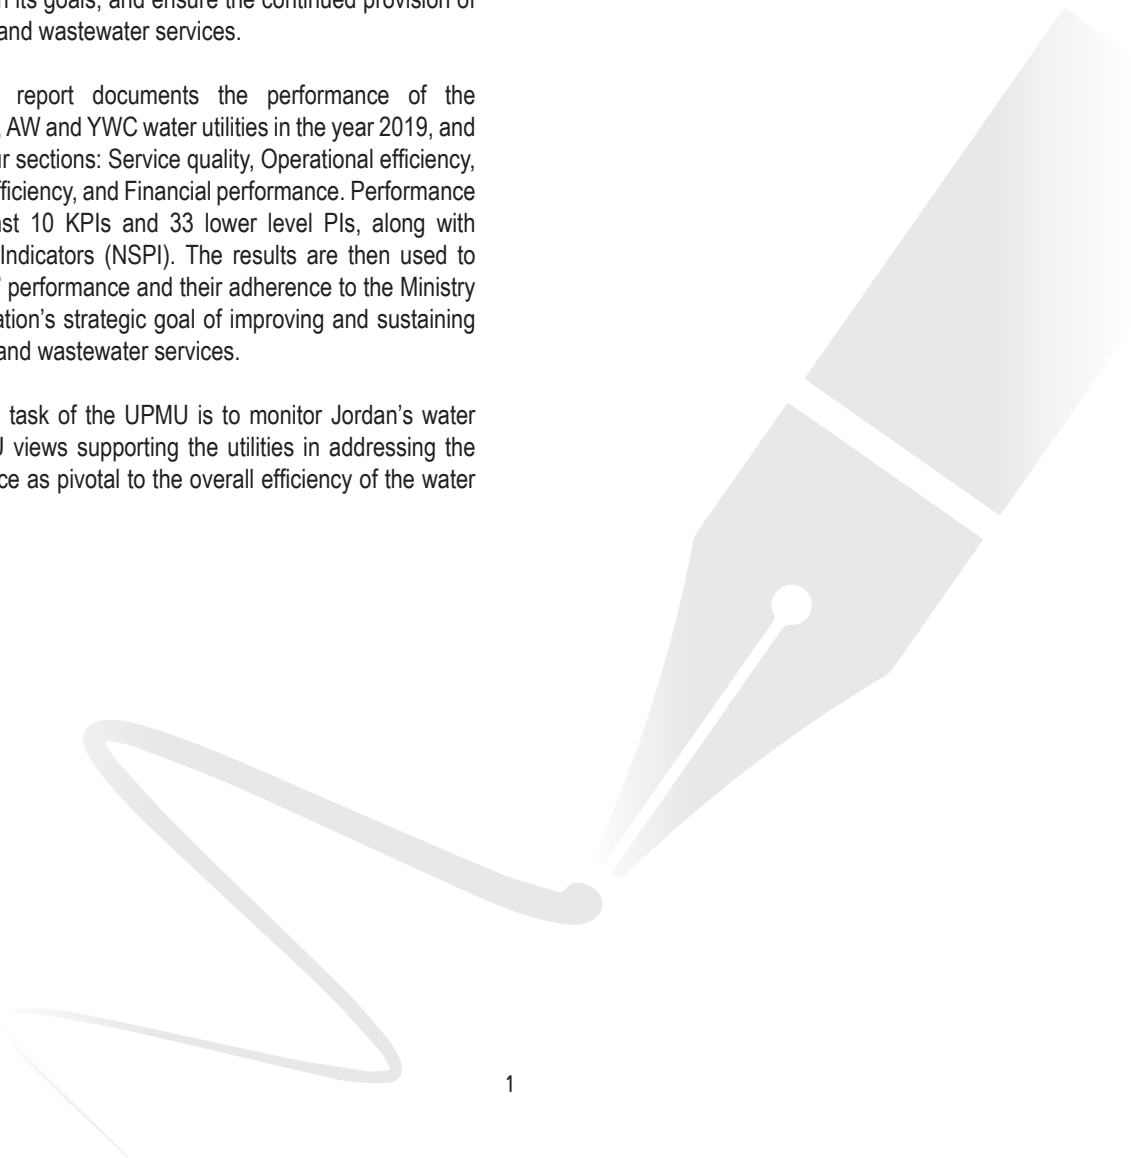 its goals, and ensure the continued provision of
and wastewater services.
report documents the performance of the
, AW and YWC water utilities in the year 2019, and
sections: Service quality, Operational efficiency,
and Financial performance. Performance
10 KPIs and 33 lower level PIs, along with
Indicators (NSPI). The results are then used to
performance and their adherence to the Ministry
strategic goal of improving and sustaining
and wastewater services.
task of the UPMU is to monitor Jordan’s water
views supporting the utilities in addressing the
as pivotal to the overall efficiency of the water
1